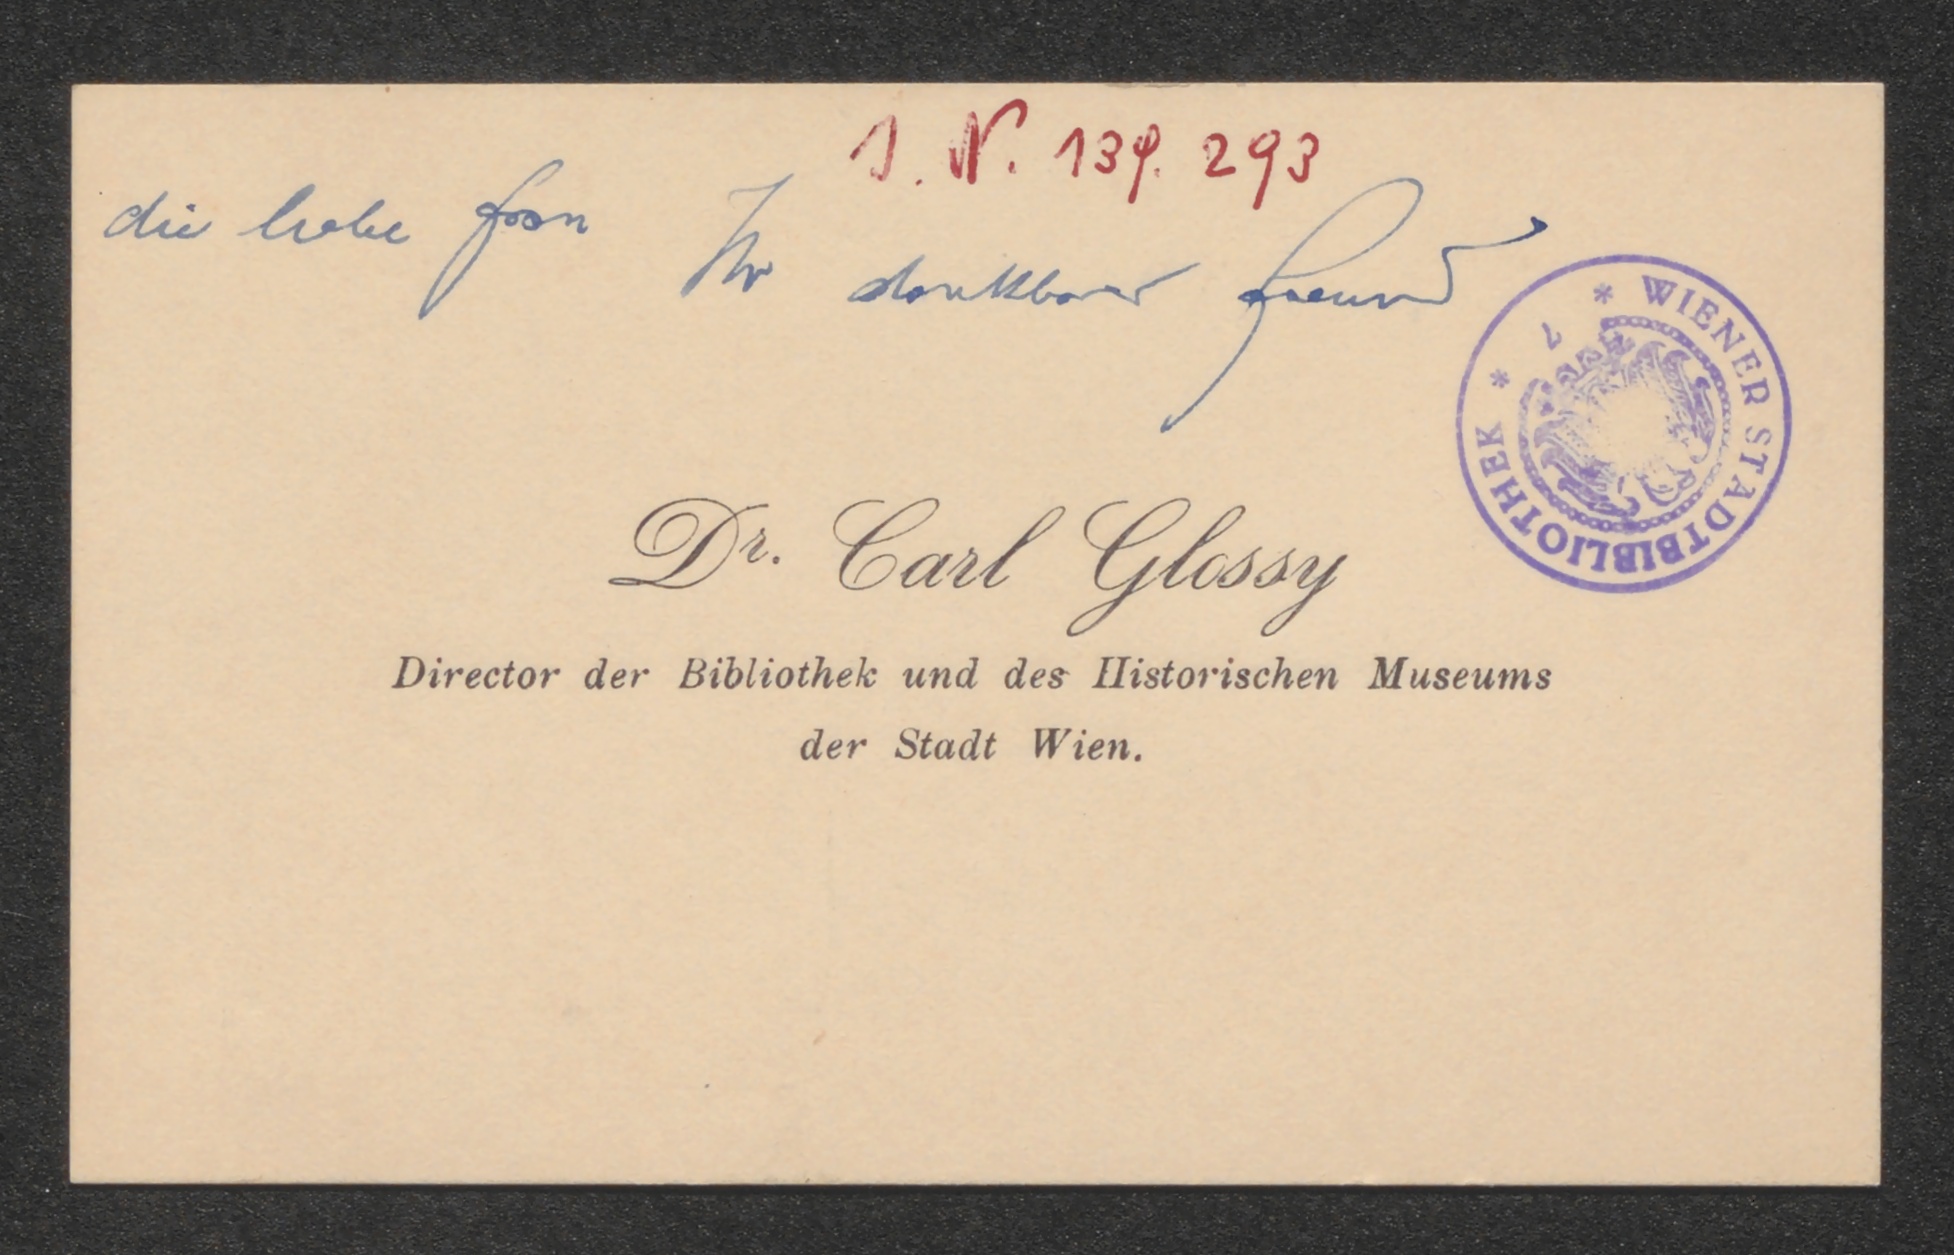 J. N. 139. 293
die liebe Frau
Ihr dankbarer Freund
* WIENER STADTBIBLIOTHEK *
Dr. Carl Glossy
Director der Bibliothek und des Historischen Museums
der Stadt Wien.